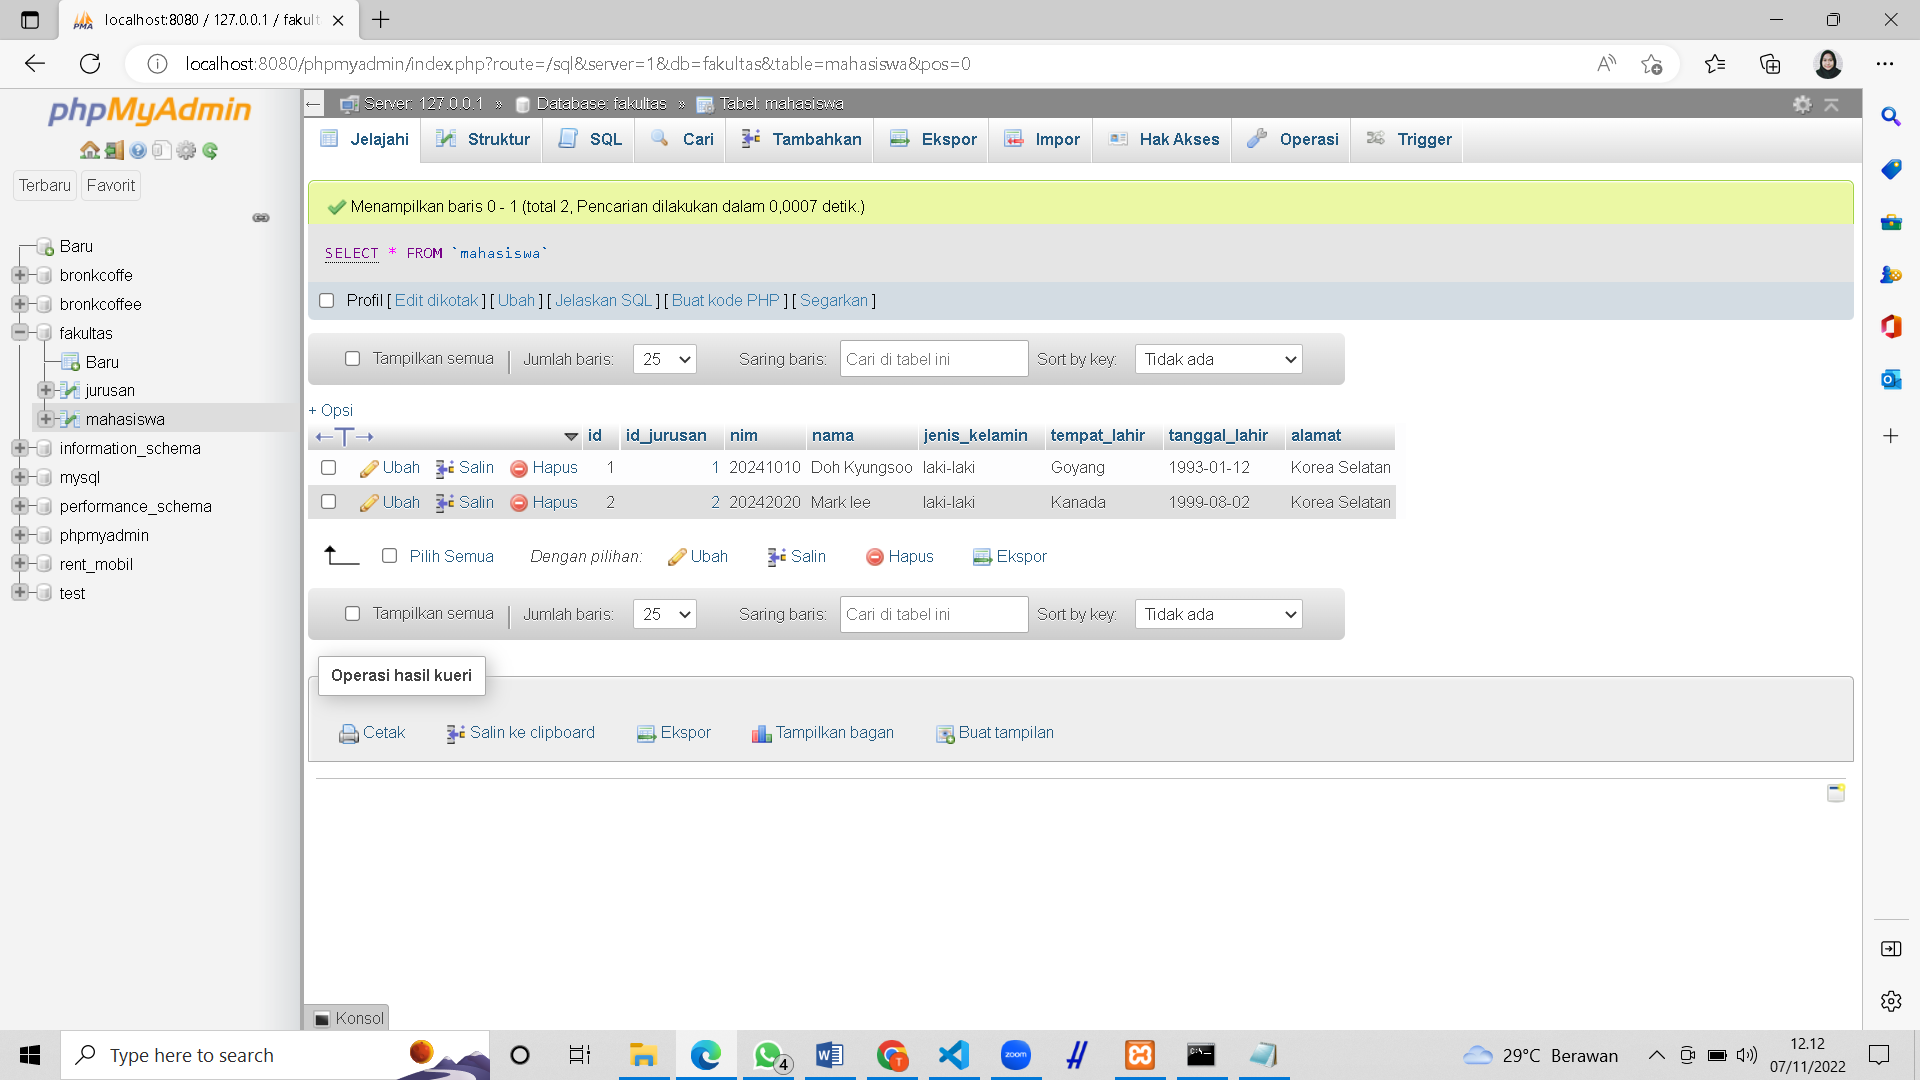 localhost:8080 / 127.0.0.1 / fakult
localhost:8080/phpmyadmin/index.php?route=/sql&server=1&db=fakultas&table=mahasiswa&pos=0
phpMyAdmin
Terbaru Favorit
Baru
bronkcoffe
bronkcoffee
fakultas
Baru
jurusan
mahasiswa
information_schema
mysql
performance_schema
phpmyadmin
rent_mobil
test
Server: 127.0.0.1 » Database: fakultas » Tabel: mahasiswa
Jelajahi Struktur SQL Cari Tambahkan Ekspor Impor Hak Akses Operasi Trigger
Menampilkan baris 0 - 1 (total 2, Pencarian dilakukan dalam 0,0007 detik.)
SELECT * FROM `mahasiswa`
Profil [ Edit dikotak ] [ Ubah ] [ Jelaskan SQL ] [ Buat kode PHP ] [ Segarkan ]
Tampilkan semua | Jumlah baris: 25 Saring baris: Cari di tabel ini Sort by key: Tidak ada
+ Opsi
←T→ id id_jurusan nim nama jenis_kelamin tempat_lahir tanggal_lahir alamat
Ubah Salin Hapus 1 1 20241010 Doh Kyungsoo laki-laki Goyang 1993-01-12 Korea Selatan
Ubah Salin Hapus 2 2 20242020 Mark lee laki-laki Kanada 1999-08-02 Korea Selatan
Pilih Semua Dengan pilihan: Ubah Salin Hapus Ekspor
Tampilkan semua | Jumlah baris: 25 Saring baris: Cari di tabel ini Sort by key: Tidak ada
Operasi hasil kueri
Cetak Salin ke clipboard Ekspor Tampilkan bagan Buat tampilan
Konsol
Type here to search
4
zoom
29°C Berawan
12.12
07/11/2022